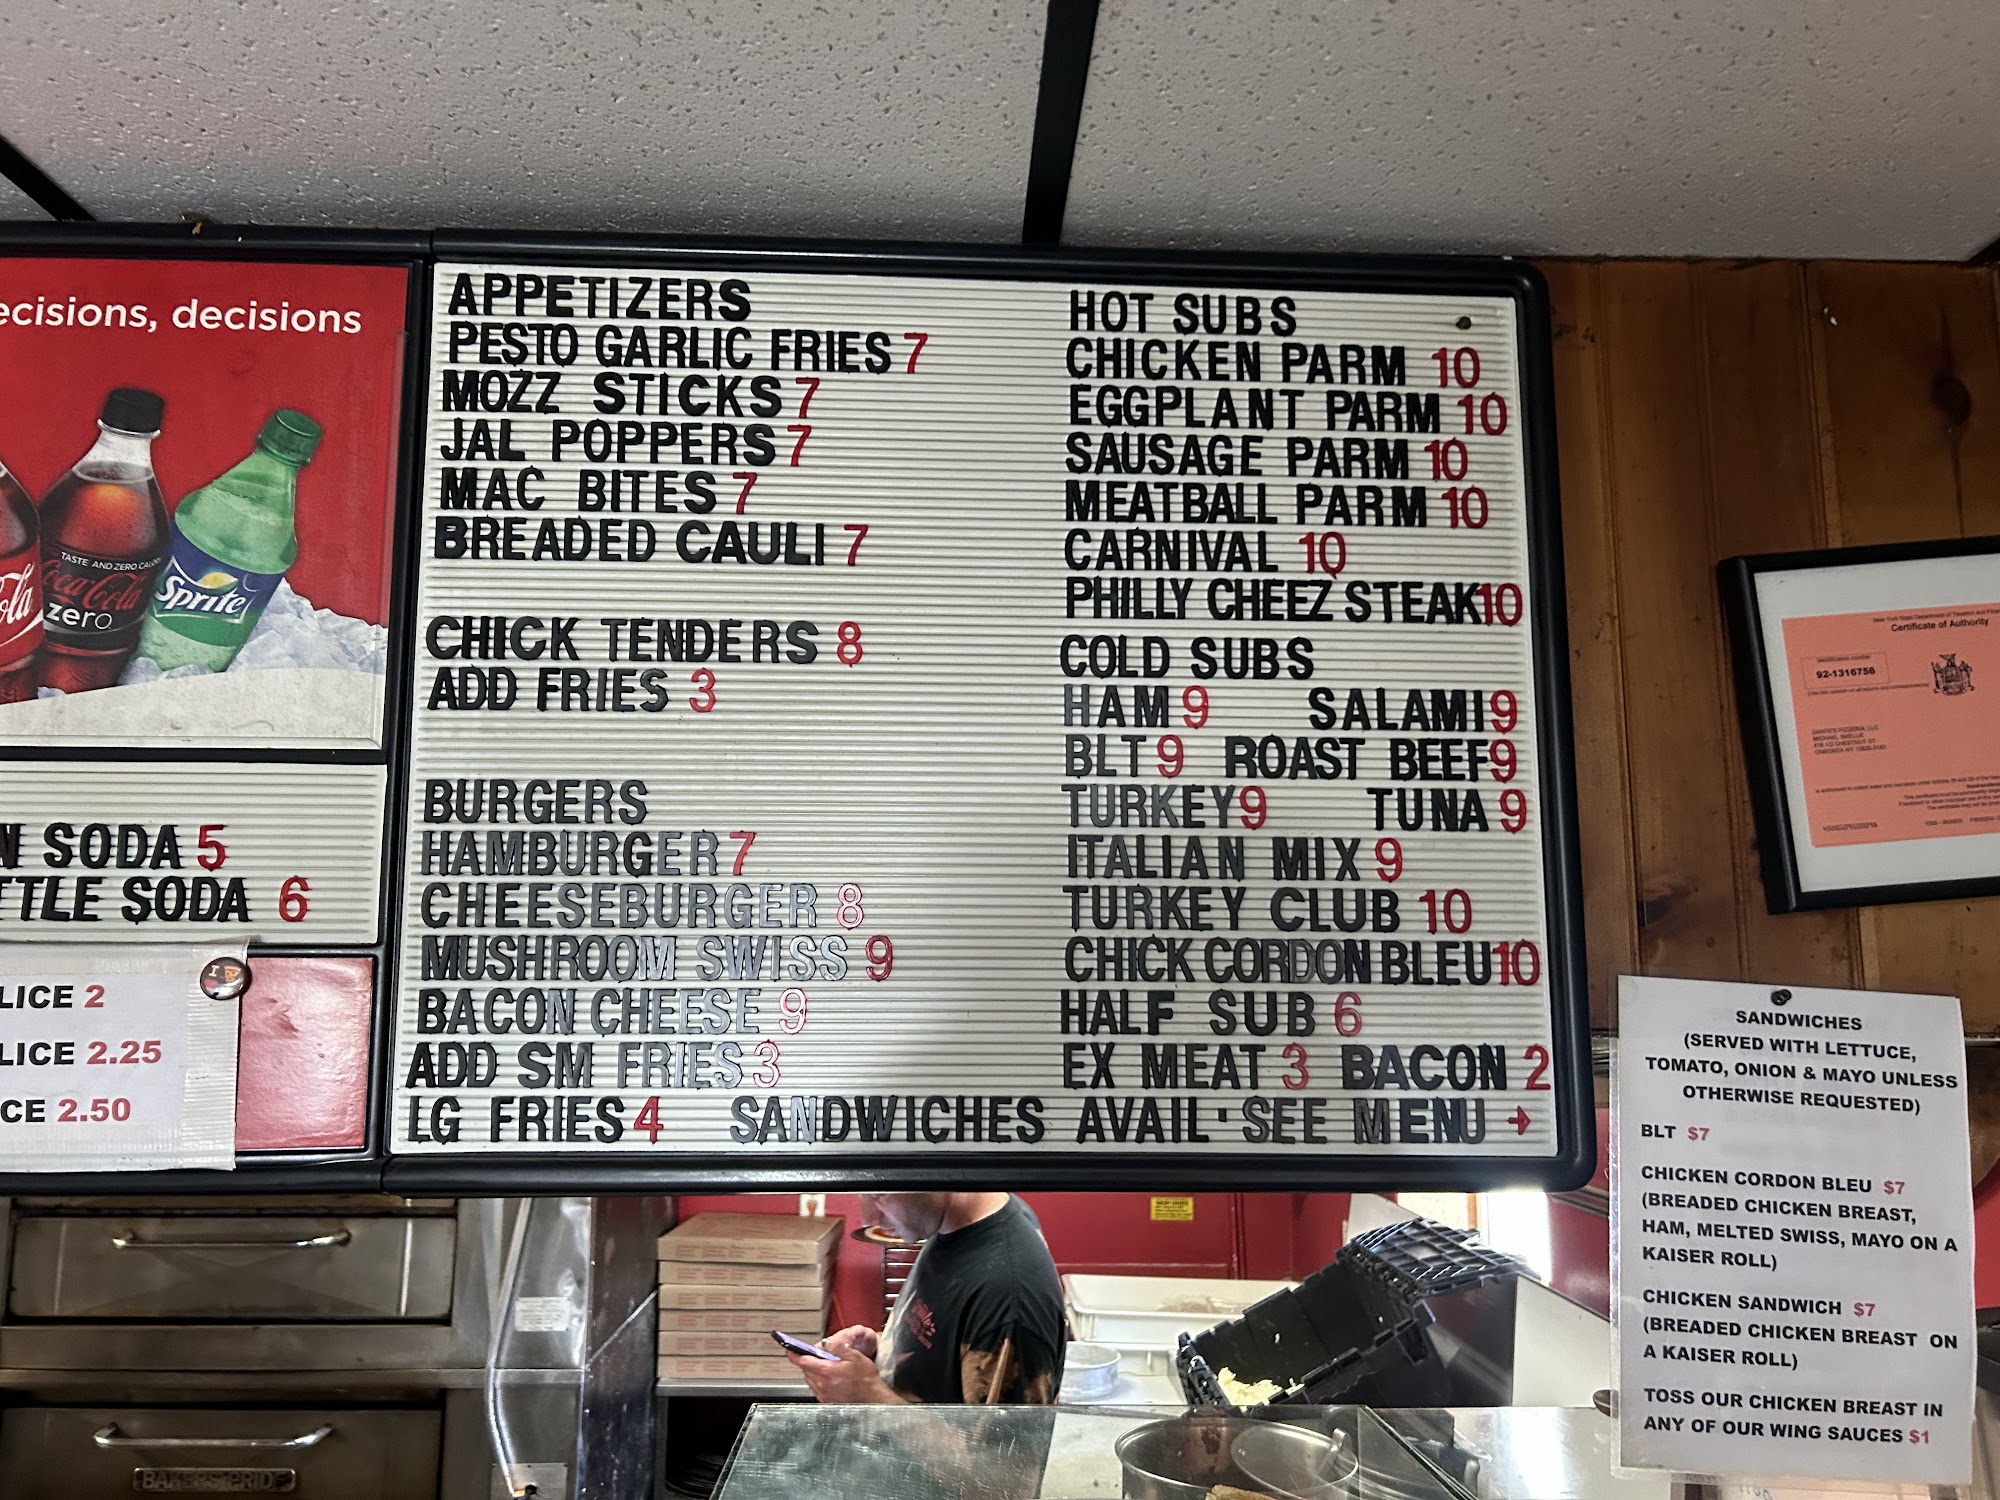 ecisions, decisions
TASTE AND ZERO
Coca-Cola
zero
Sprite
N SODA 5
TTLE SODA 6
LICE 2
LICE 2.25
CE 2.50
APPETIZERS
PESTO GARLIC FRIES 7
MOZZ STICKS 7
JAL POPPERS 7
MAC BITES 7
BREADED CAULI 7
CHICK TENDERS 8
ADD FRIES 3
BURGERS
HAMBURGER 7
CHEESEBURGER 8
MUSHROOM SWISS 9
BACON CHEESE 9
ADD SM FRIES 3
LG FRIES 4 SANDWICHES AVAIL · SEE MENU →
HOT SUBS
CHICKEN PARM 10
EGGPLANT PARM 10
SAUSAGE PARM 10
MEATBALL PARM 10
CARNIVAL 10
PHILLY CHEEZ STEAK 10
COLD SUBS
HAM 9 SALAMI 9
BLT 9 ROAST BEEF 9
TURKEY 9 TUNA 9
ITALIAN MIX 9
TURKEY CLUB 10
CHICK CORDON BLEU 10
HALF SUB 6
EX MEAT 3 BACON 2
Certificate of Authority
92-1316756
SANDWICHES
(SERVED WITH LETTUCE,
TOMATO, ONION & MAYO UNLESS
OTHERWISE REQUESTED)
BLT $7
CHICKEN CORDON BLEU $7
(BREADED CHICKEN BREAST,
HAM, MELTED SWISS, MAYO ON A
KAISER ROLL)
CHICKEN SANDWICH $7
(BREADED CHICKEN BREAST ON
A KAISER ROLL)
TOSS OUR CHICKEN BREAST IN
ANY OF OUR WING SAUCES $1
BAKERS PRIDE